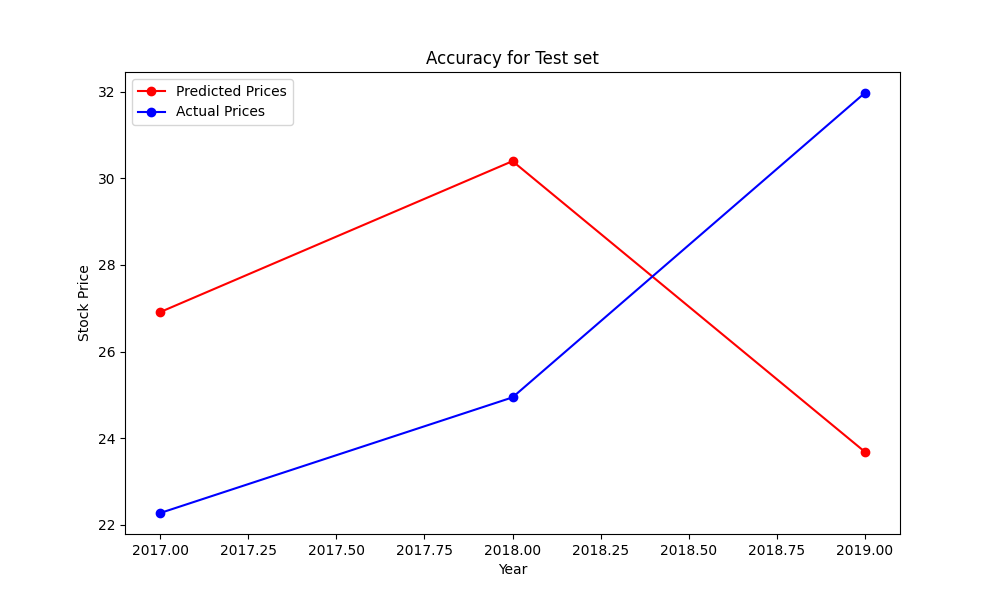 Accuracy for Test set
Predicted Prices
Actual Prices
Stock Price
32
30
28
26
24
22
2017.00 2017.25 2017.50 2017.75 2018.00 2018.25 2018.50 2018.75 2019.00
Year